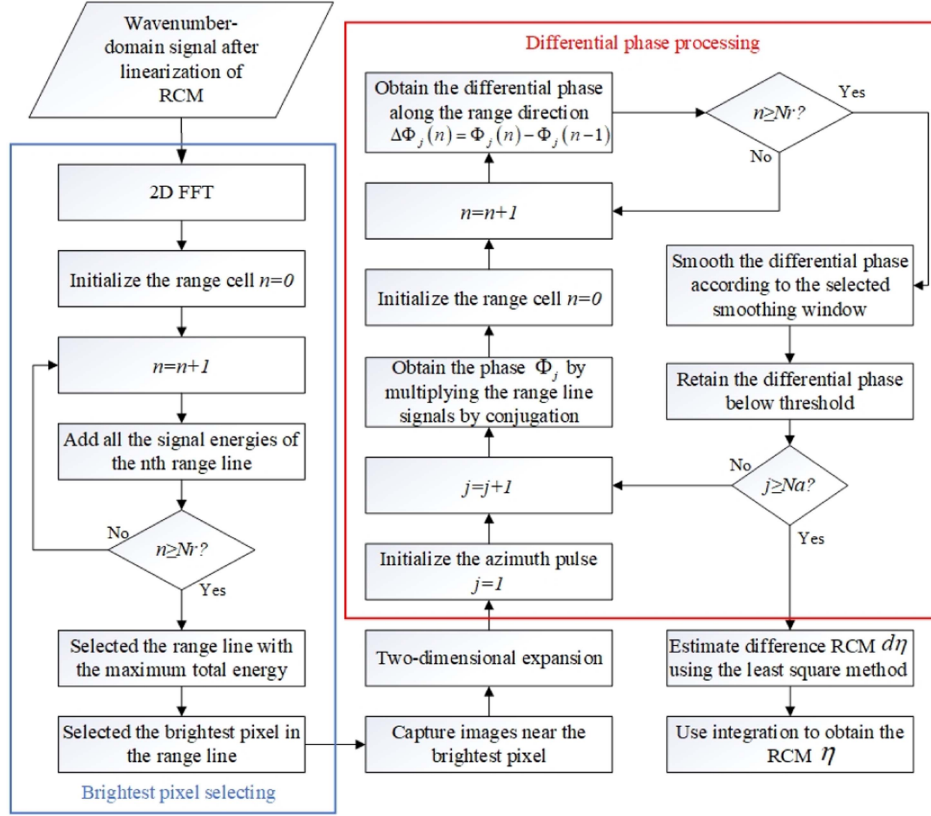 Wavenumber-
domain signal after
linearization of
RCM
2D FFT
Initialize the range cell n=0
n=n+1
Add all the signal energies of
the nth range line
n≥Nr?
No
Yes
Selected the range line with
the maximum total energy
Selected the brightest pixel in
the range line
Brightest pixel selecting
Capture images near the
brightest pixel
Two-dimensional expansion
Differential phase processing
Initialize the azimuth pulse
j=1
j=j+1
Obtain the phase Φj by
multiplying the range line
signals by conjugation
Initialize the range cell n=0
n=n+1
Obtain the differential phase
along the range direction
ΔΦj(n)=Φj(n)−Φj(n−1)
n≥Nr?
Yes
No
Smooth the differential phase
according to the selected
smoothing window
Retain the differential phase
below threshold
j≥Na?
No
Yes
Estimate difference RCM dη
using the least square method
Use integration to obtain the
RCM η